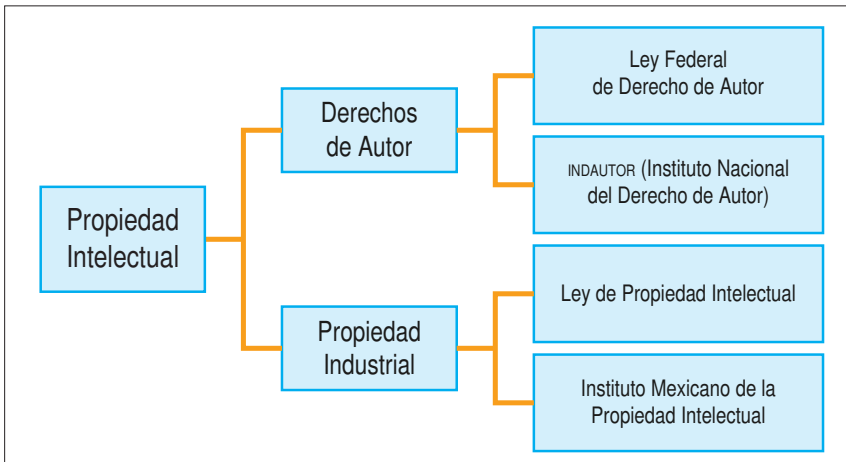 Propiedad
Intelectual
Derechos
de Autor
Ley Federal
de Derecho de Autor
INDAUTOR (Instituto Nacional
del Derecho de Autor)
Propiedad
Industrial
Ley de Propiedad Intelectual
Instituto Mexicano de la
Propiedad Intelectual